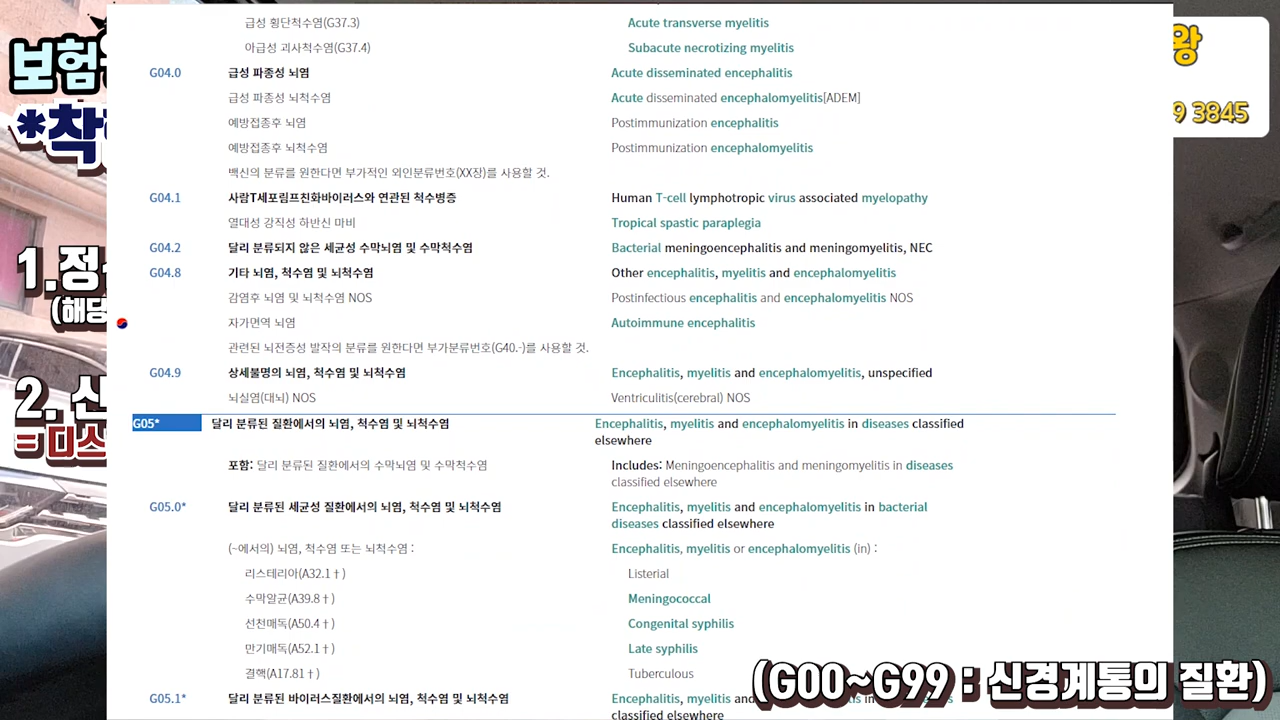 보험
왕
*착
9 3845
1.정
(해당
2. 신
= 디스
급성 횡단척수염(G37.3) Acute transverse myelitis
아급성 괴사척수염(G37.4) Subacute necrotizing myelitis
G04.0 급성 파종성 뇌염 Acute disseminated encephalitis
급성 파종성 뇌척수염 Acute disseminated encephalomyelitis[ADEM]
예방접종후 뇌염 Postimmunization encephalitis
예방접종후 뇌척수염 Postimmunization encephalomyelitis
백신의 분류를 원한다면 부가적인 외인분류번호(XX장)를 사용할 것.
G04.1 사람T세포림프친화바이러스와 연관된 척수병증 Human T-cell lymphotropic virus associated myelopathy
열대성 강직성 하반신 마비 Tropical spastic paraplegia
G04.2 달리 분류되지 않은 세균성 수막뇌염 및 수막척수염 Bacterial meningoencephalitis and meningomyelitis, NEC
G04.8 기타 뇌염, 척수염 및 뇌척수염 Other encephalitis, myelitis and encephalomyelitis
감염후 뇌염 및 뇌척수염 NOS Postinfectious encephalitis and encephalomyelitis NOS
자가면역 뇌염 Autoimmune encephalitis
관련된 뇌전증성 발작의 분류를 원한다면 부가분류번호(G40.-)를 사용할 것.
G04.9 상세불명의 뇌염, 척수염 및 뇌척수염 Encephalitis, myelitis and encephalomyelitis, unspecified
뇌실염(대뇌) NOS Ventriculitis(cerebral) NOS
G05* 달리 분류된 질환에서의 뇌염, 척수염 및 뇌척수염 Encephalitis, myelitis and encephalomyelitis in diseases classified
elsewhere
포함: 달리 분류된 질환에서의 수막뇌염 및 수막척수염 Includes: Meningoencephalitis and meningomyelitis in diseases
classified elsewhere
G05.0* 달리 분류된 세균성 질환에서의 뇌염, 척수염 및 뇌척수염 Encephalitis, myelitis and encephalomyelitis in bacterial
diseases classified elsewhere
(~에서의) 뇌염, 척수염 또는 뇌척수염 : Encephalitis, myelitis or encephalomyelitis (in) :
리스테리아(A32.1†) Listerial
수막알균(A39.8†) Meningococcal
선천매독(A50.4†) Congenital syphilis
만기매독(A52.1†) Late syphilis
결핵(A17.81†) Tuberculous
G05.1* 달리 분류된 바이러스질환에서의 뇌염, 척수염 및 뇌척수염 Encephalitis, myelitis and
classified elsewhere
(G00~G99 : 신경계통의 질환)